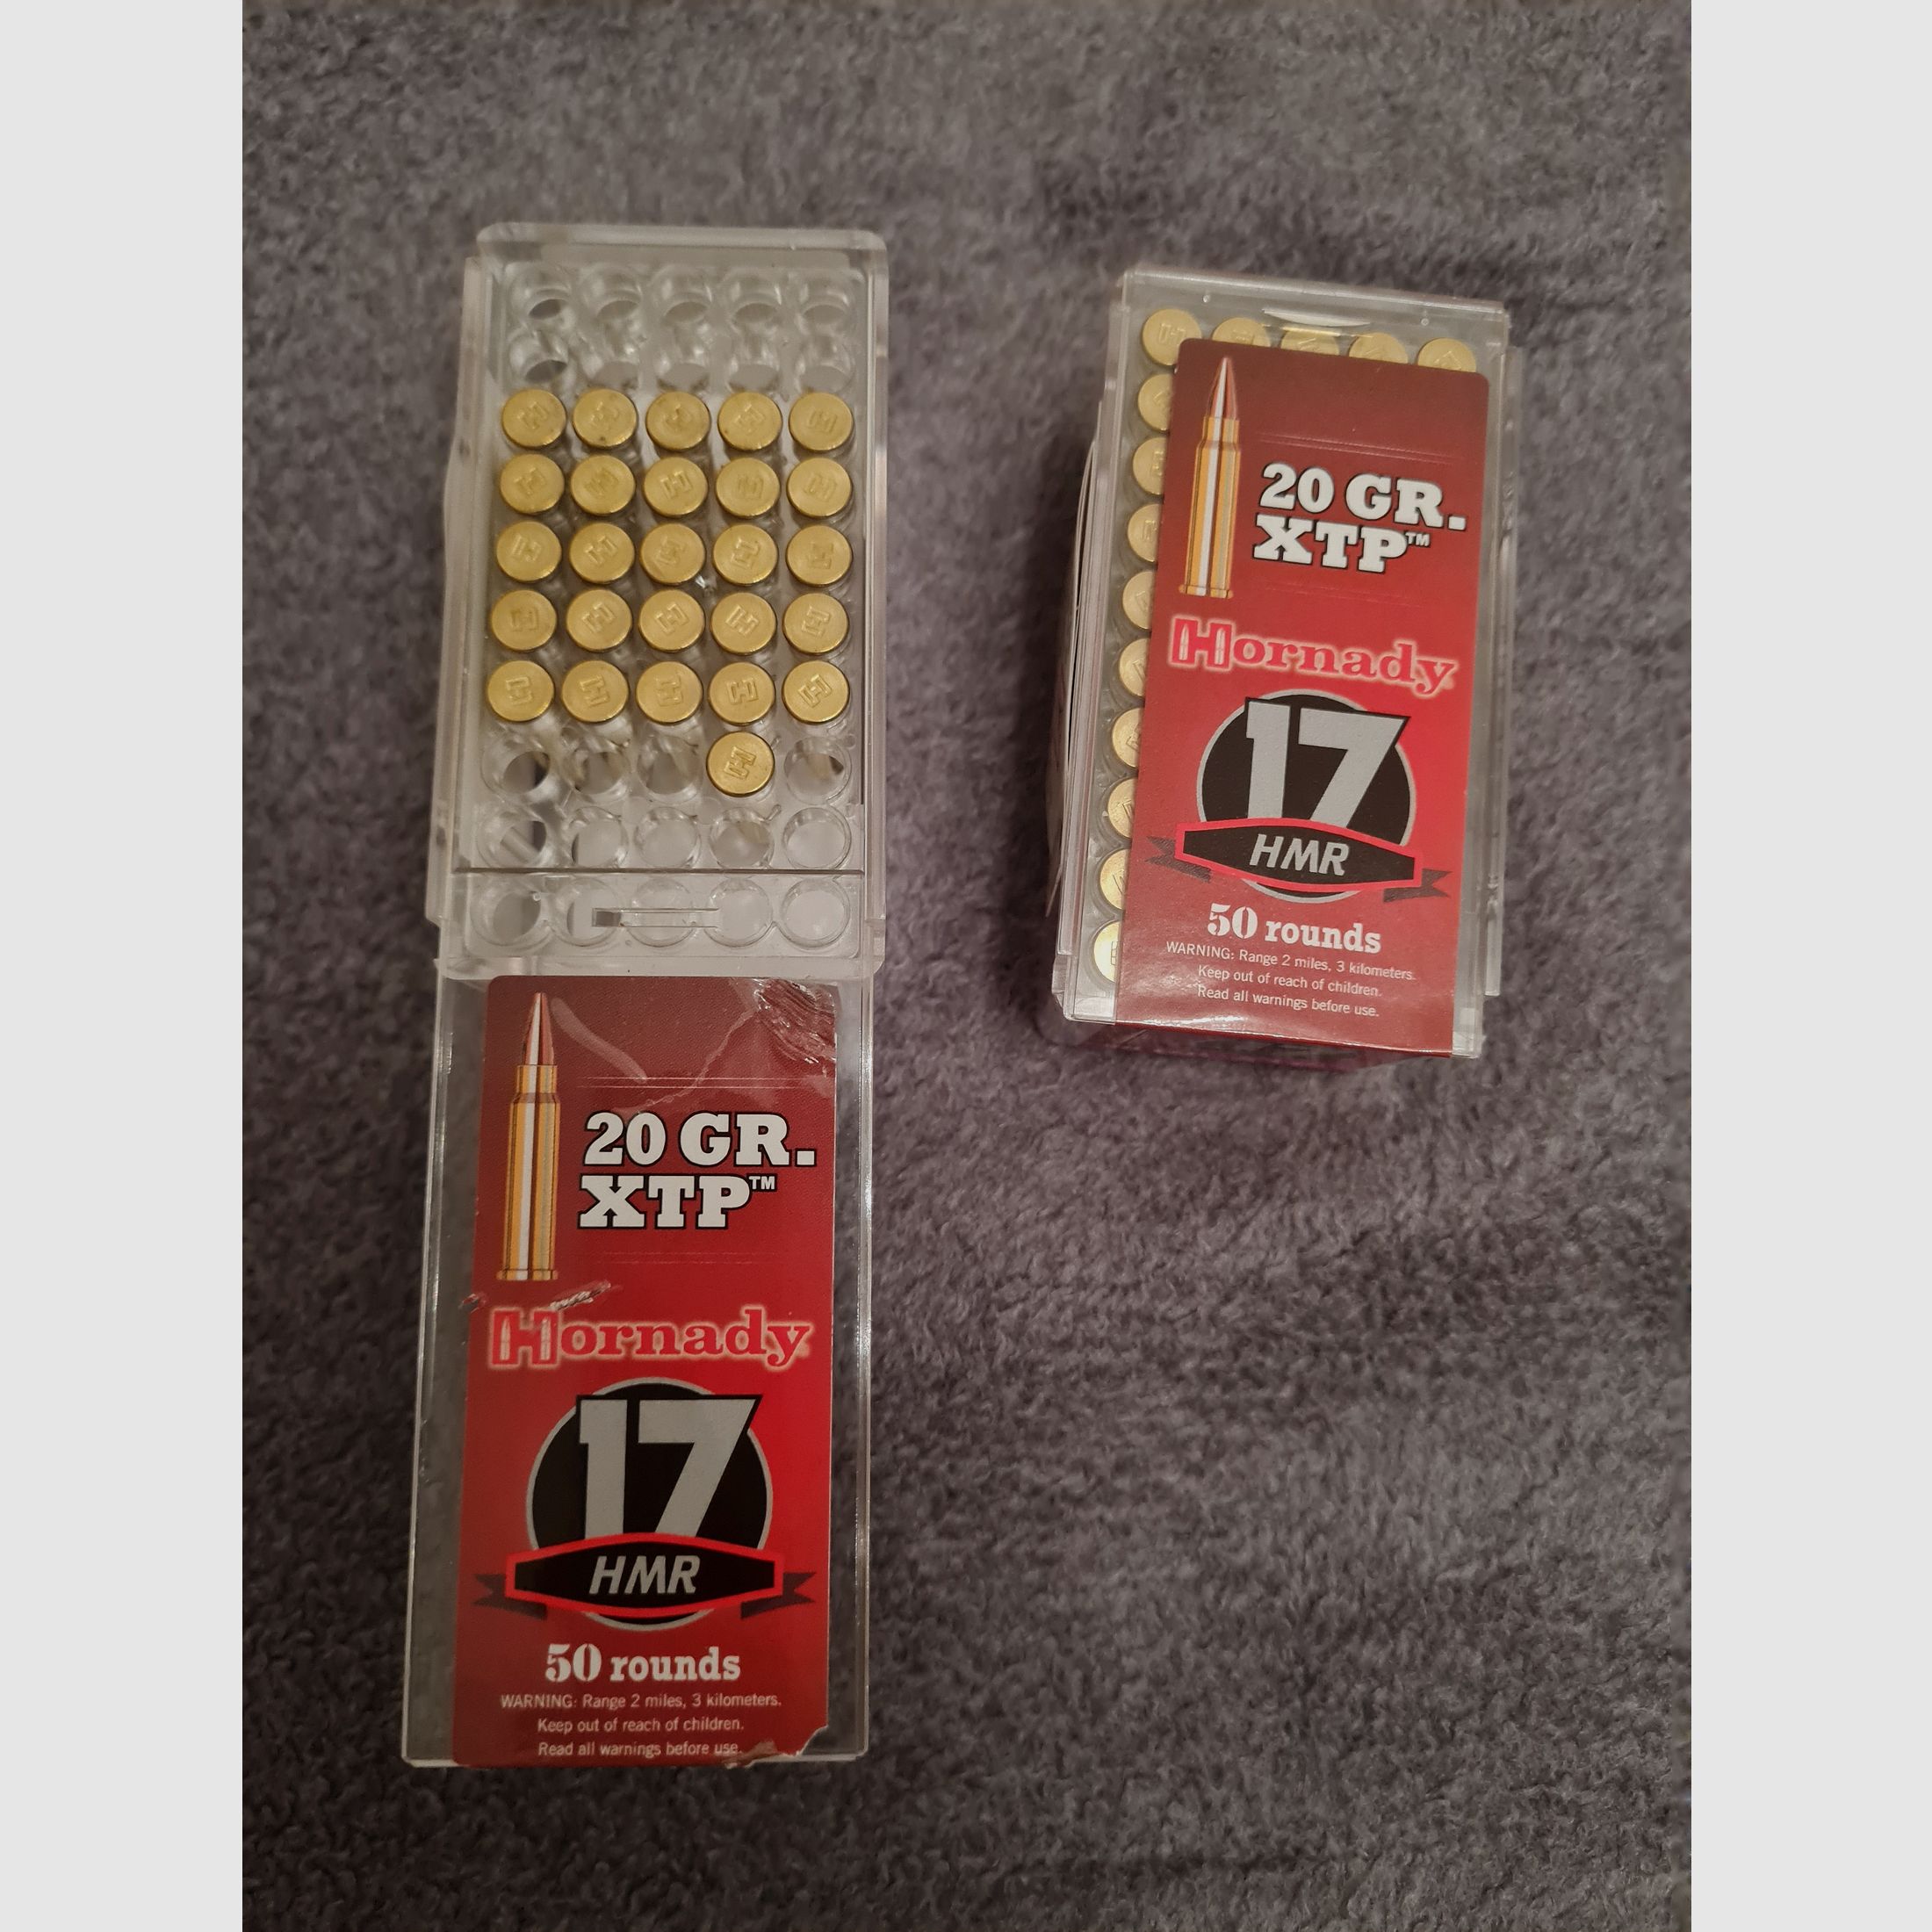 20 GR.
XTP™
Hornady
17
HMR
50 rounds
WARNING: Range 2 miles, 3 kilometers.
Keep out of reach of children.
Read all warnings before use.
20 GR.
XTP™
Hornady
17
HMR
50 rounds
WARNING: Range 2 miles, 3 kilometers.
Keep out of reach of children.
Read all warnings before use.